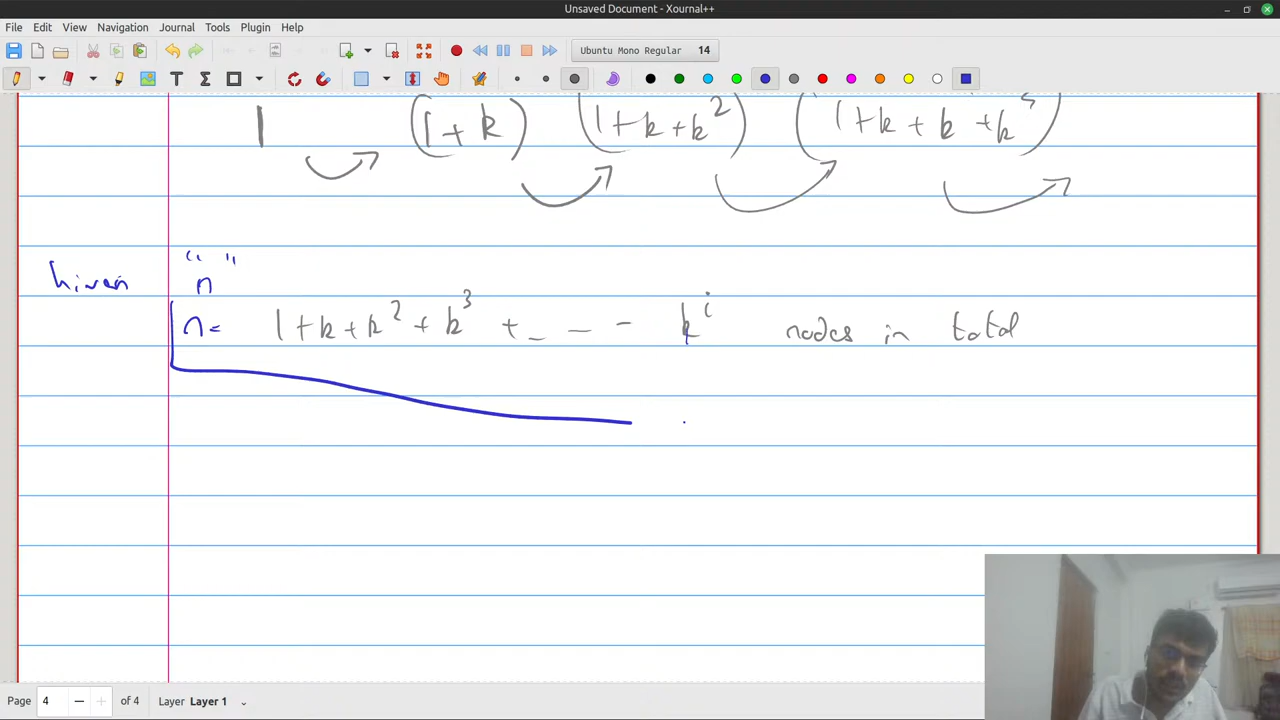 Unsaved Document - Xournal++
File Edit View Navigation Journal Tools Plugin Help
Ubuntu Mono Regular 14
1 (1+k) (1+k+k² ) (1+k+k +k³ )
Given "n"
n= 1+k+k²+k³ + _ _ - kⁱ nodes in total
Page 4 of 4 Layer Layer 1